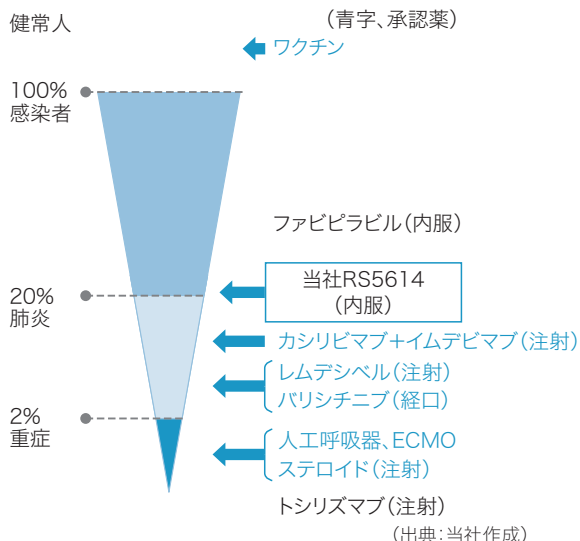 健常人
（青字、承認薬）
ワクチン
100%
感染者
ファビピラビル（内服）
当社RS5614
（内服）
20%
肺炎
カシリビマブ＋イムデビマブ（注射）
レムデシベル（注射）
バリシチニブ（経口）
2%
重症
人工呼吸器、ECMO
ステロイド（注射）
トシリズマブ（注射）
（出典：当社作成）